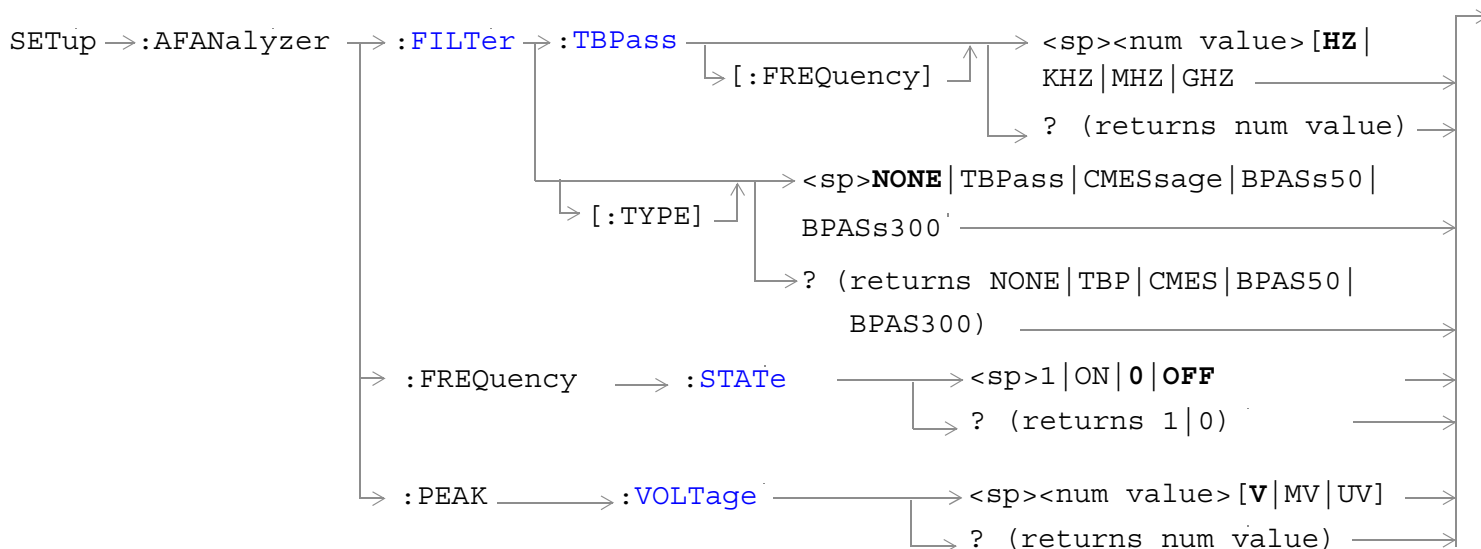 SETup :AFANalyzer :FILTer :TBPass <sp><num value>[HZ|
[:FREQuency] KHZ|MHZ|GHZ
? (returns num value)
<sp>NONE|TBPass|CMESsage|BPASs50|
[:TYPE] BPASs300
? (returns NONE|TBP|CMES|BPAS50|
BPAS300)
:FREQuency :STATe <sp>1|ON|0|OFF
? (returns 1|0)
:PEAK :VOLTage <sp><num value>[V|MV|UV]
? (returns num value)